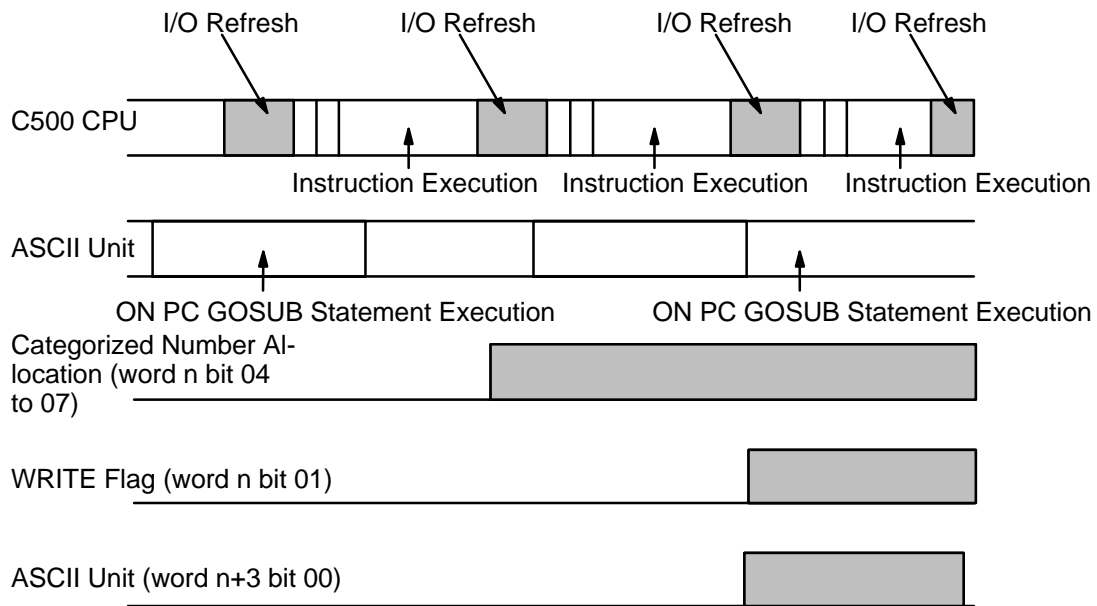 I/O Refresh I/O Refresh I/O Refresh I/O Refresh
C500 CPU
Instruction Execution Instruction Execution Instruction Execution
ASCII Unit
ON PC GOSUB Statement Execution ON PC GOSUB Statement Execution
Categorized Number Al-
location (word n bit 04
to 07)
WRITE Flag (word n bit 01)
ASCII Unit (word n+3 bit 00)